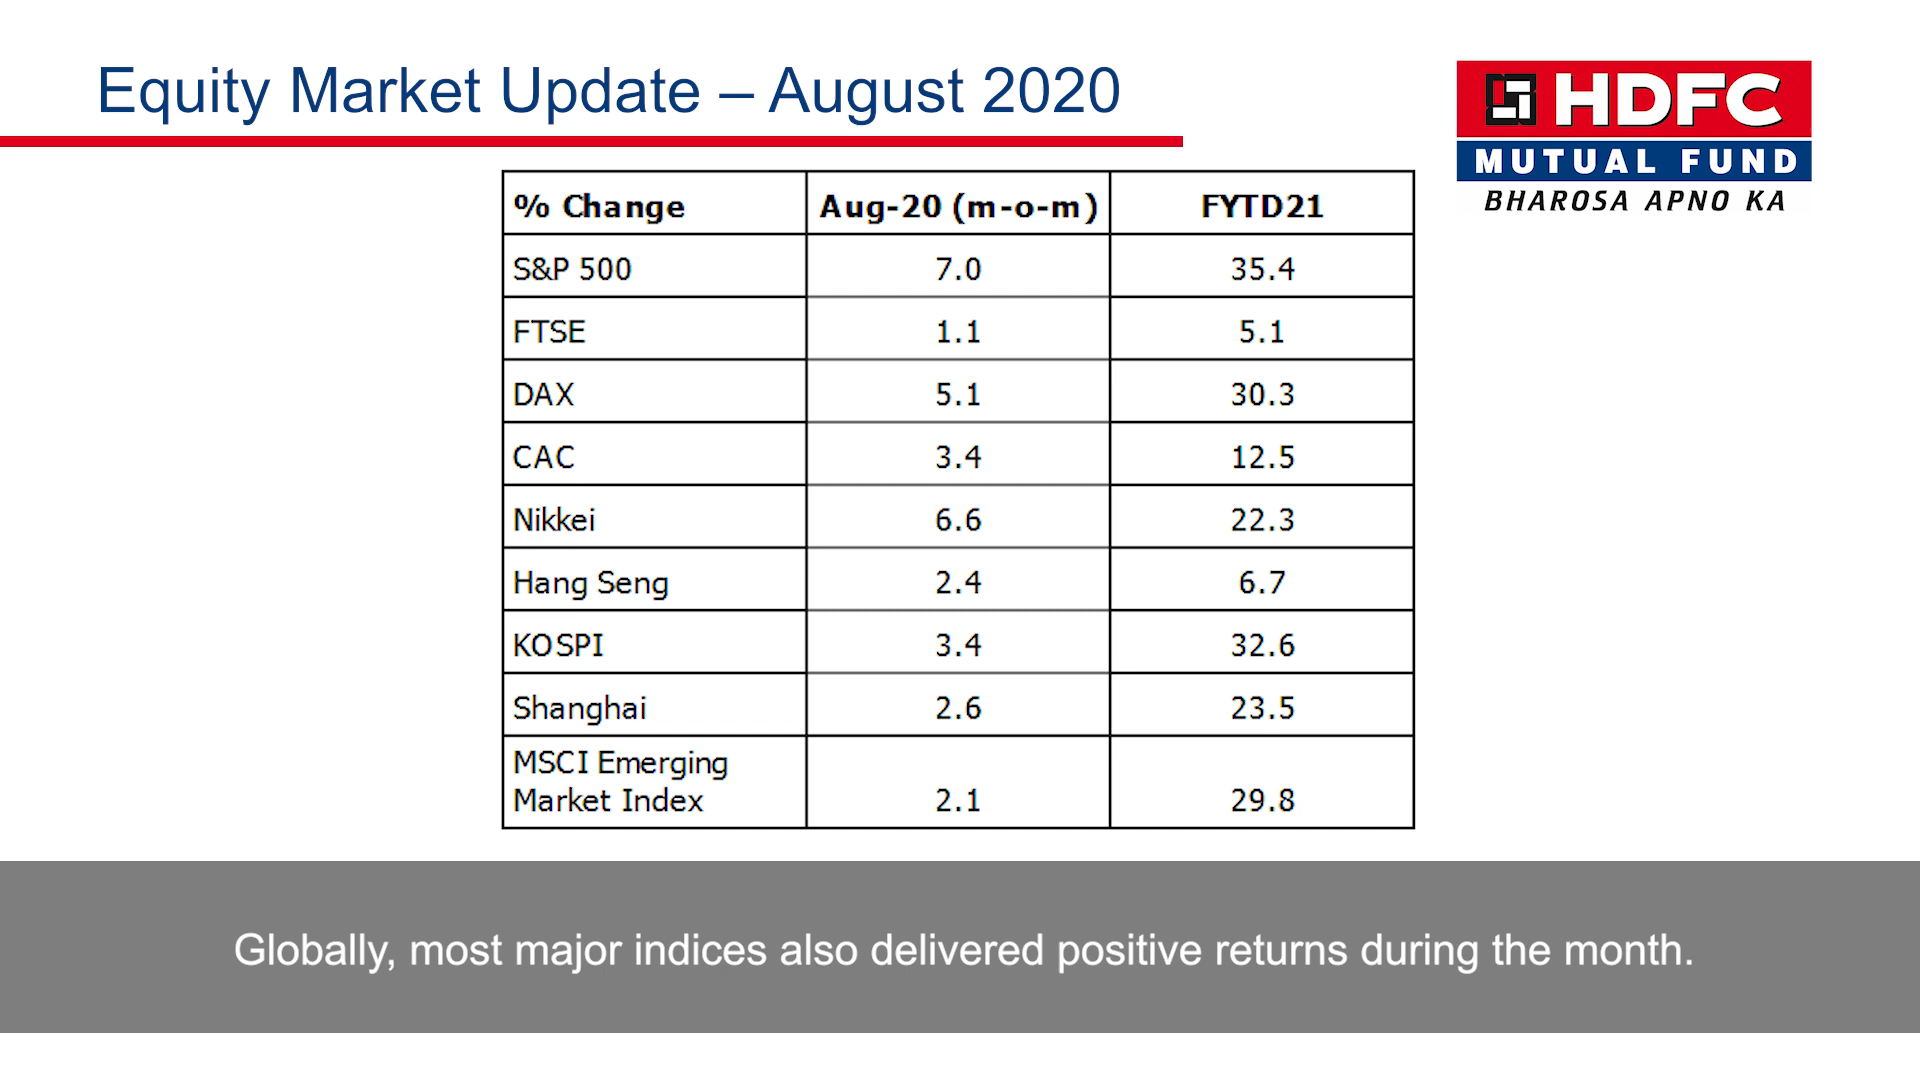 Equity Market Update – August 2020
HDFC
MUTUAL FUND
BHAROSA APNO KA
% Change Aug-20 (m-o-m) FYTD21
S&P 500 7.0 35.4
FTSE 1.1 5.1
DAX 5.1 30.3
CAC 3.4 12.5
Nikkei 6.6 22.3
Hang Seng 2.4 6.7
KOSPI 3.4 32.6
Shanghai 2.6 23.5
MSCI Emerging
Market Index 2.1 29.8
Globally, most major indices also delivered positive returns during the month.